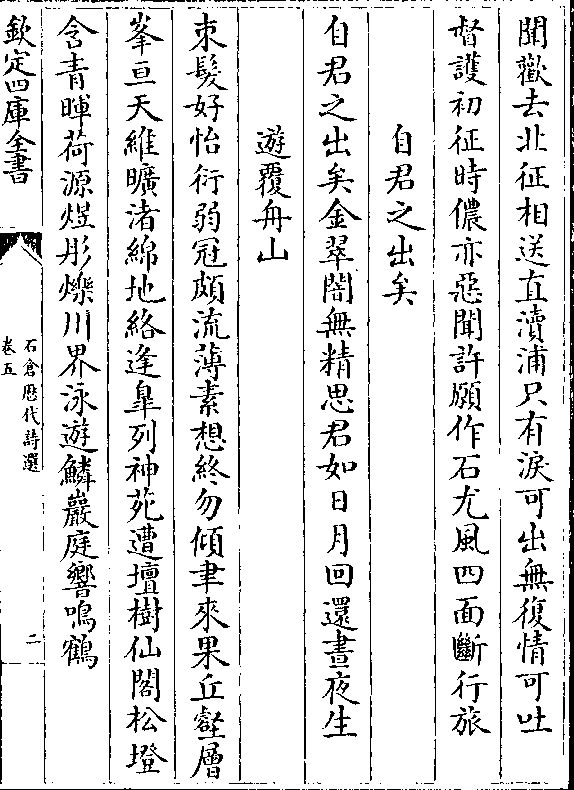 聞歡去北征相送直瀆浦只有淚可出無復情可吐
督護初征時儂亦惡聞許願作石尤風四面斷行旅
自君之出矣
自君之出矣金翠闇無精思君如日月回還晝夜生
遊覆舟山
束髮好怡衍弱冠頗流薄素想終勿傾聿來果丘壑層
峯亘天維曠渚綿地絡逢臯列神苑遭壇樹仙閣松墱
含青暉荷源煜彤爍川界泳遊鱗巖庭響鳴鶴
欽定四庫全書
石倉歴代詩選
卷五
二